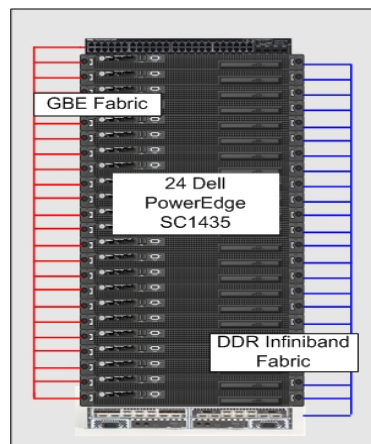 GBE Fabric
24 Dell
PowerEdge
SC1435
DDR Infiniband
Fabric